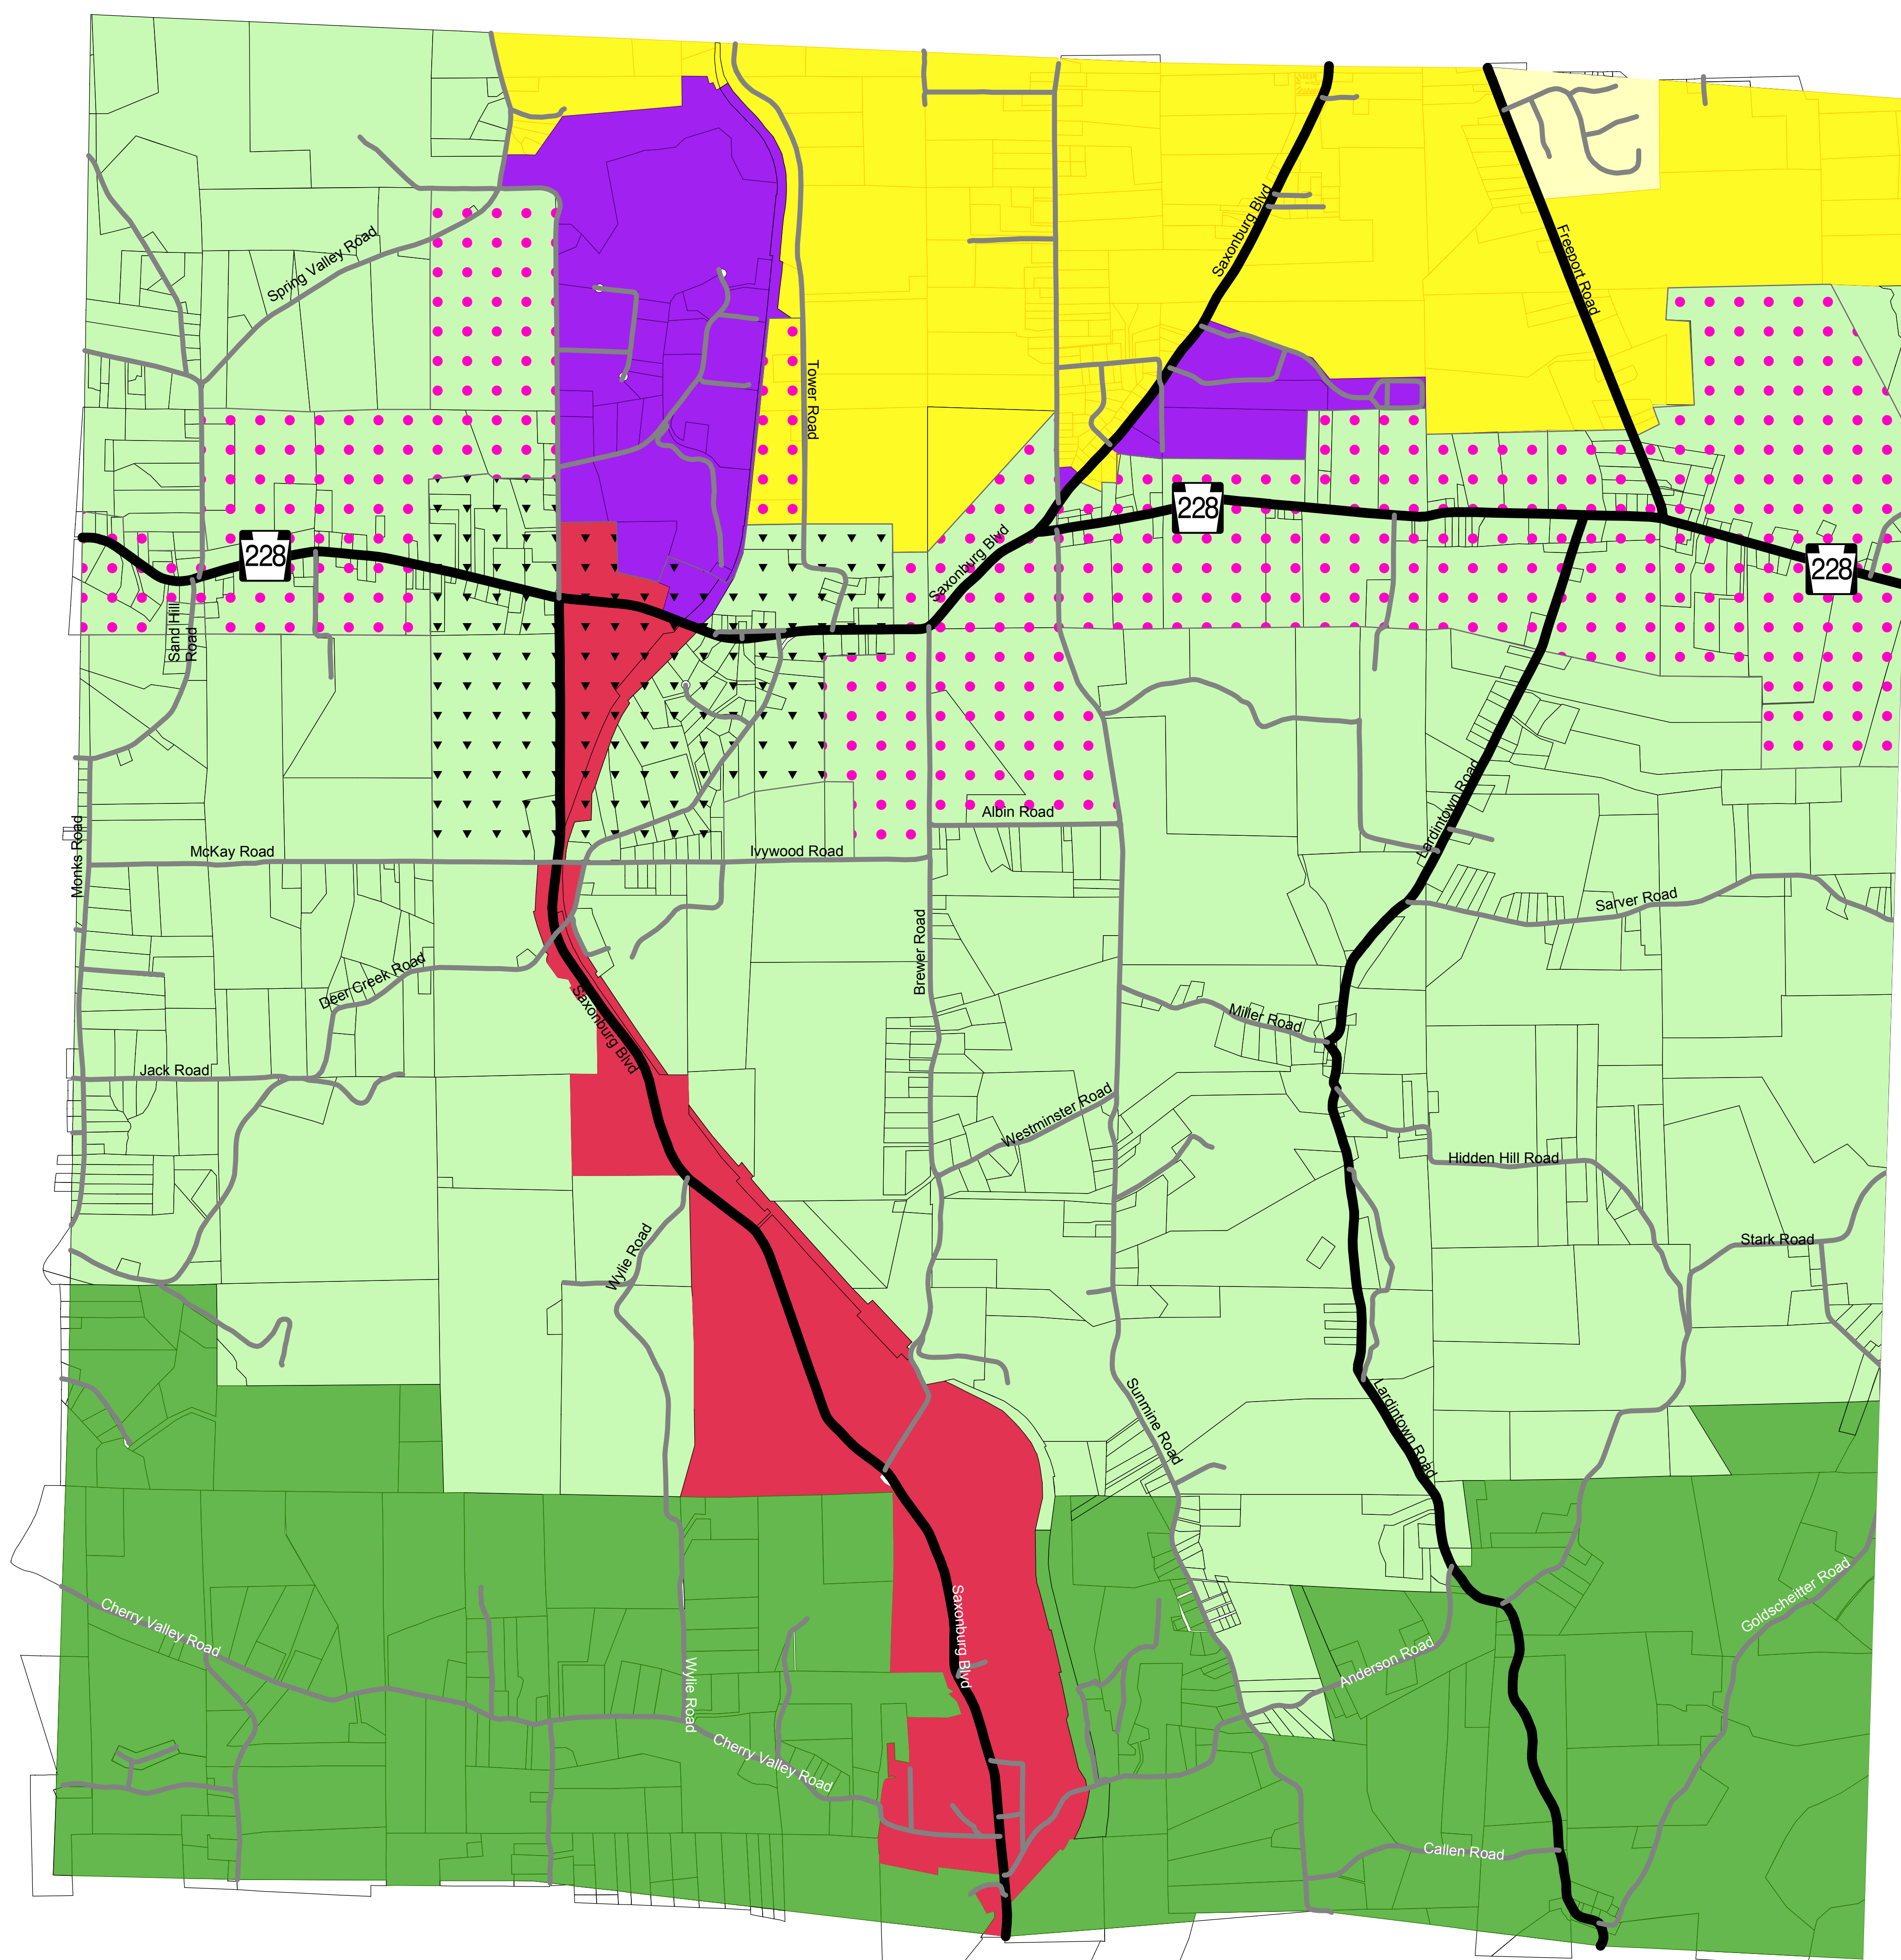 Saxonburg Blvd
Freeport Road
Spring Valley Road
Tower Road
228
228
228
Saxonburg Blvd
Sand Hill
Road
Lardintown Road
Albin Road
Monks Road
McKay Road
Ivywood Road
Sarver Road
Brewer Road
Deer Creek Road
Saxonburg Blvd
Miller Road
Jack Road
Westminster Road
Hidden Hill Road
Wylie Road
Stark Road
Sunmine Road
Lardintown Road
Cherry Valley Road
Saxonburg Blvd
Goldscheitter Road
Anderson Road
Wylie Road
Cherry Valley Road
Callen Road